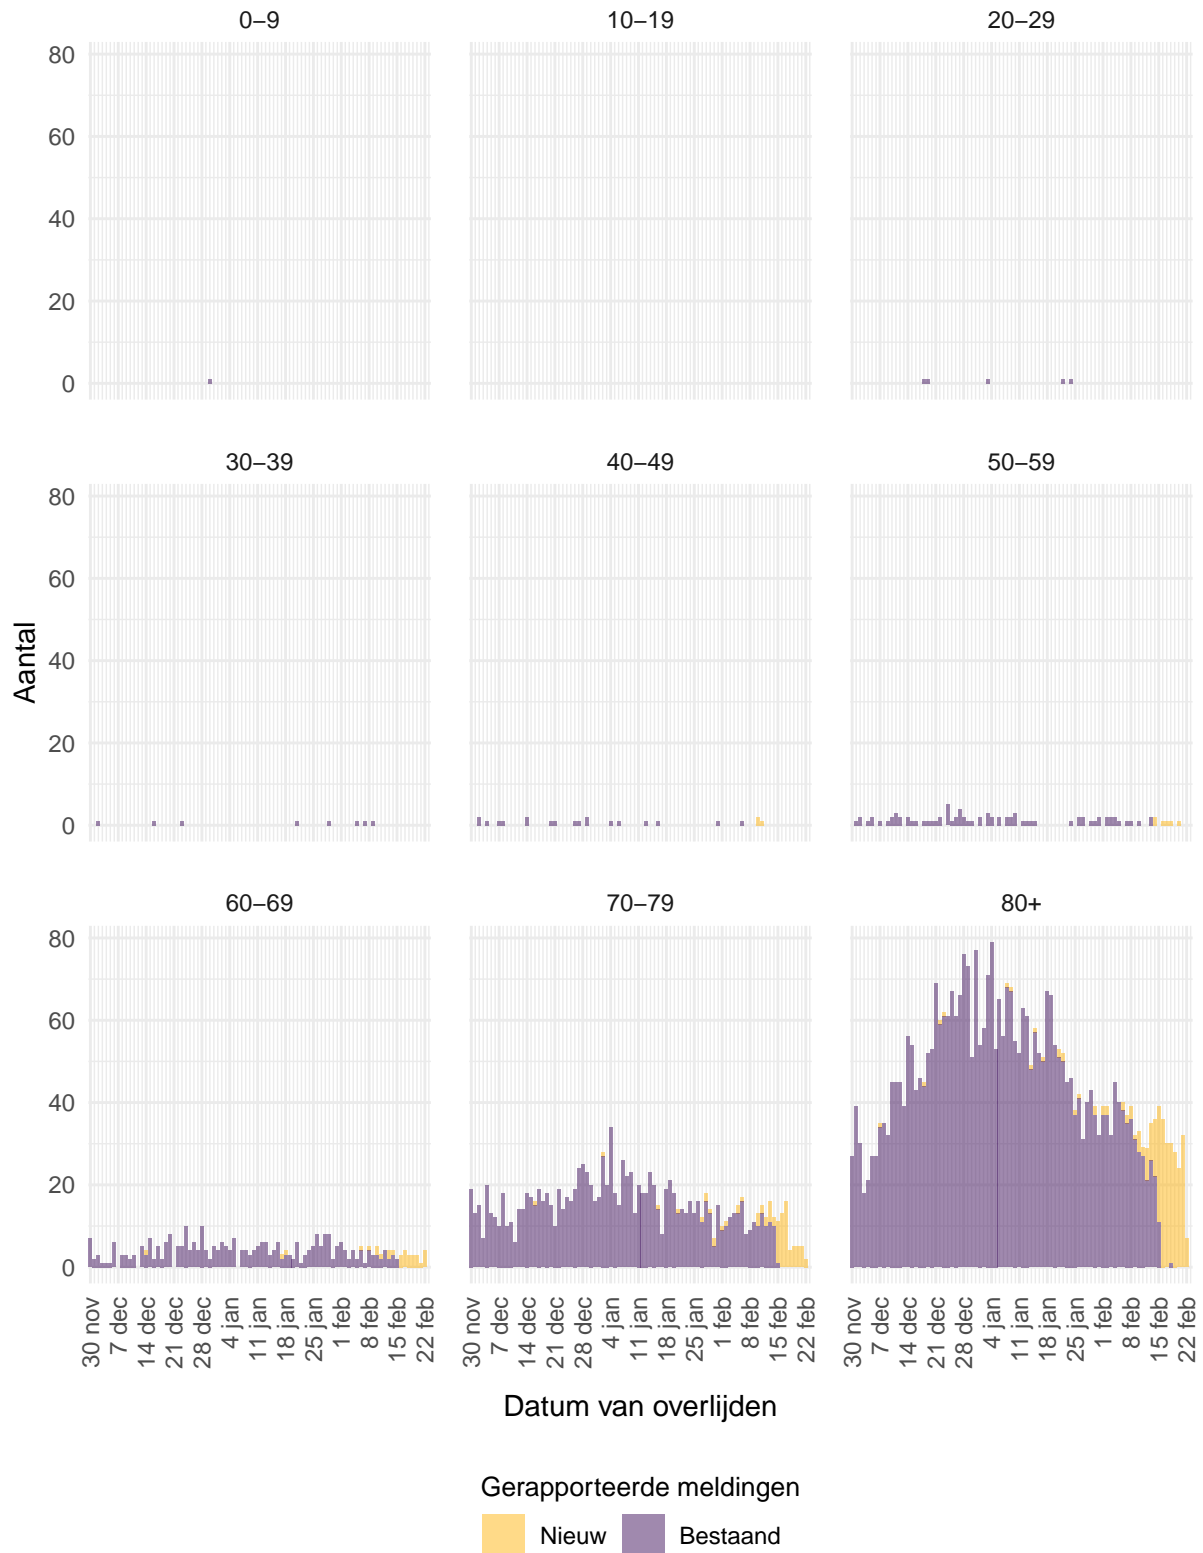 0–9 10–19 20–29
80
60
40
20
0
30–39 40–49 50–59
80
60
40
20
0
Aantal
60–69 70–79 80+
80
60
40
20
0
30 nov 7 dec 14 dec 21 dec 28 dec 4 jan 11 jan 18 jan 25 jan 1 feb 8 feb 15 feb 22 feb
30 nov 7 dec 14 dec 21 dec 28 dec 4 jan 11 jan 18 jan 25 jan 1 feb 8 feb 15 feb 22 feb
30 nov 7 dec 14 dec 21 dec 28 dec 4 jan 11 jan 18 jan 25 jan 1 feb 8 feb 15 feb 22 feb
Datum van overlijden
Gerapporteerde meldingen
Nieuw Bestaand